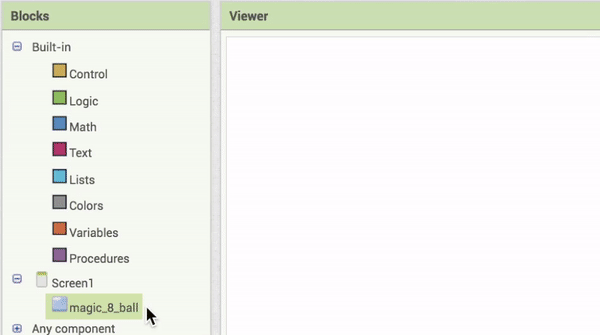 Blocks
Viewer
Built-in
Control
Logic
Math
Text
Lists
Colors
Variables
Procedures
Screen1
magic_8_ball
Any component